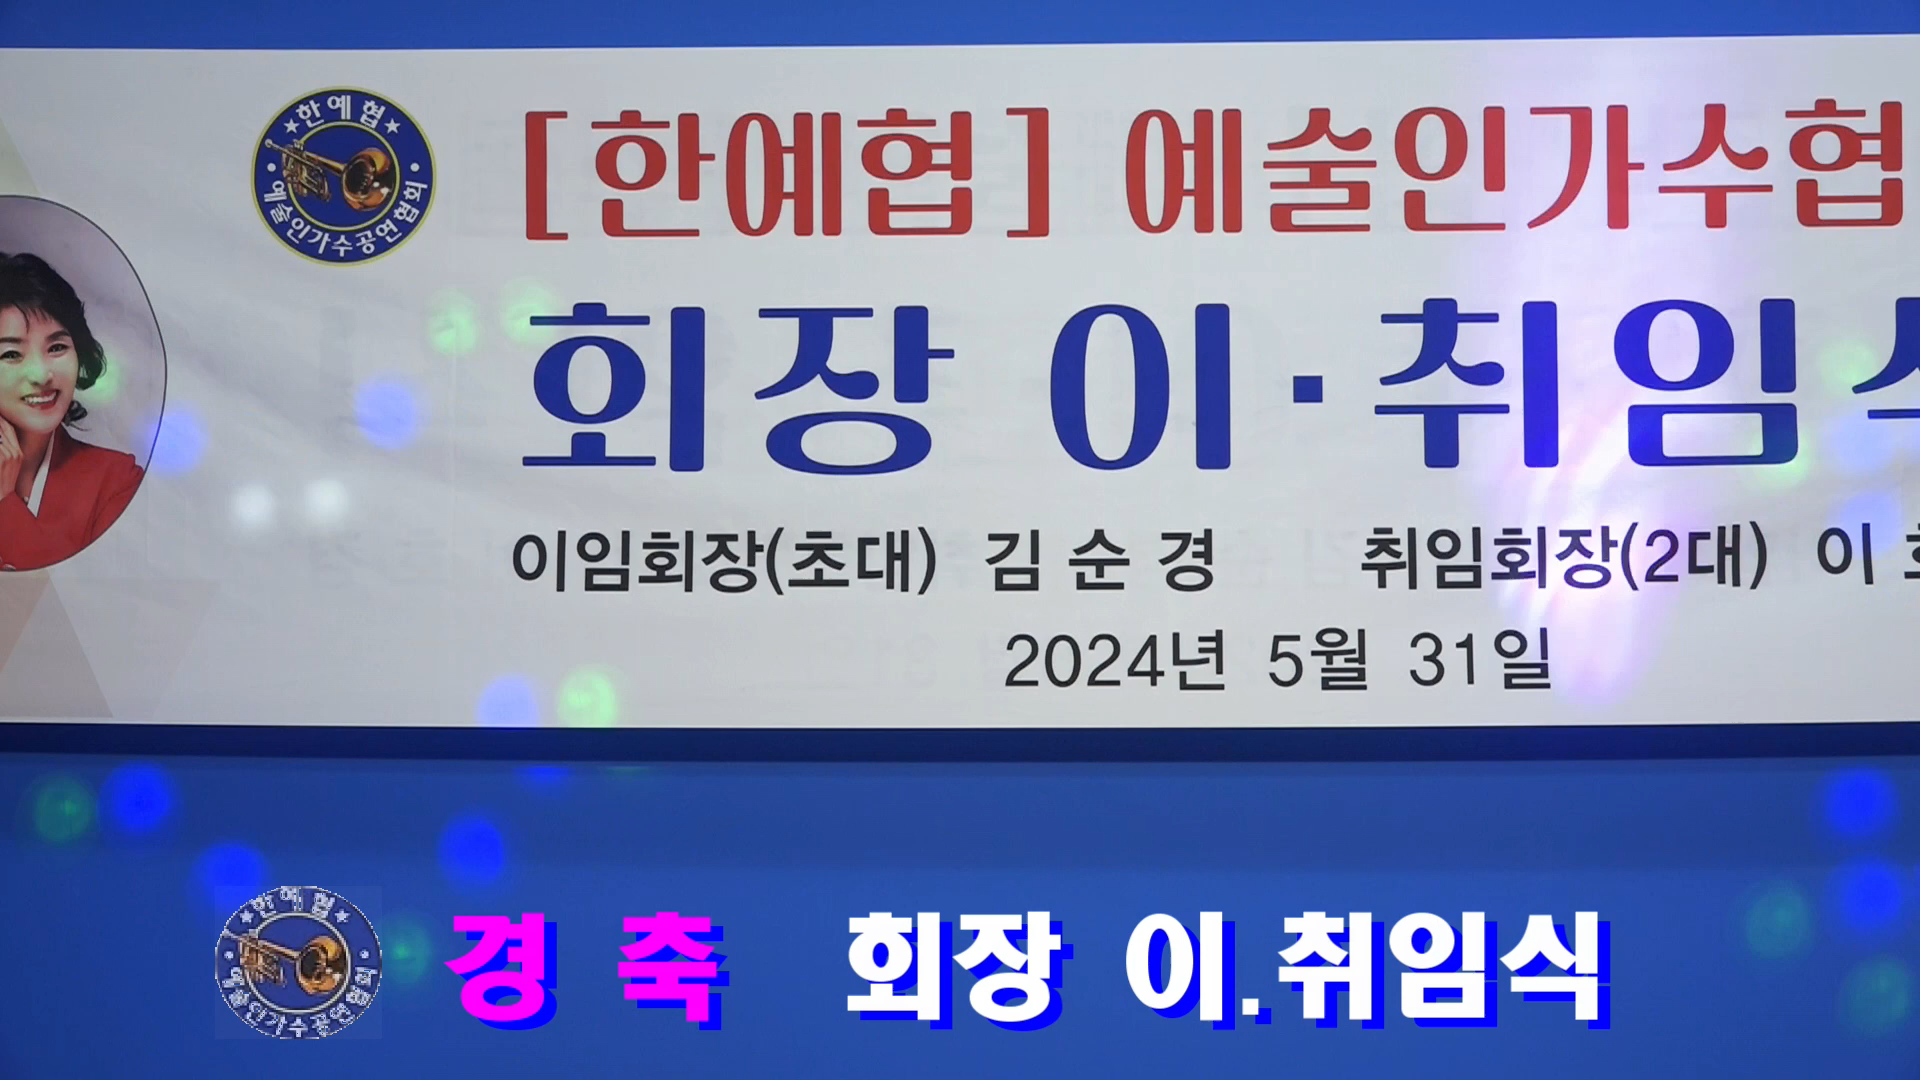 한예협
예술인가수공연협회
[한예협] 예술인가수협
회장 이·취임
이임회장(초대) 김 순 경 취임회장(2대) 이
2024년 5월 31일
한예협
예술인가수공연협회
경 축 회장 이.취임식